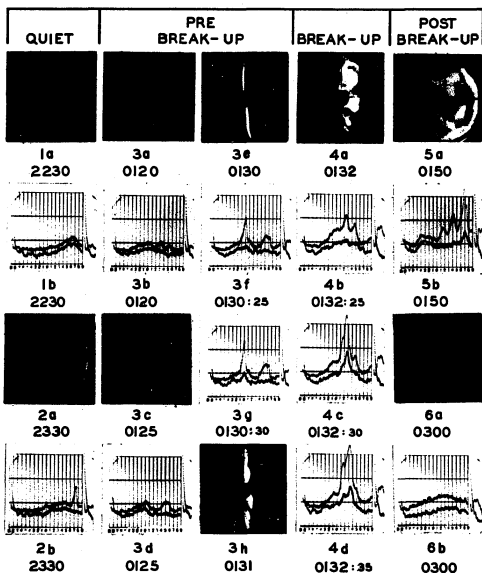 QUIET
PRE
BREAK-UP
BREAK-UP
POST
BREAK-UP
1a 3a 3e 4a 5a
2230 0120 0130 0132 0150
1b 3b 3f 4b 5b
2230 0120 0130:25 0132:25 0150
2a 3c 3g 4c 6a
2330 0125 0130:30 0132:30 0300
2b 3d 3h 4d 6b
2330 0125 0131 0132:35 0300